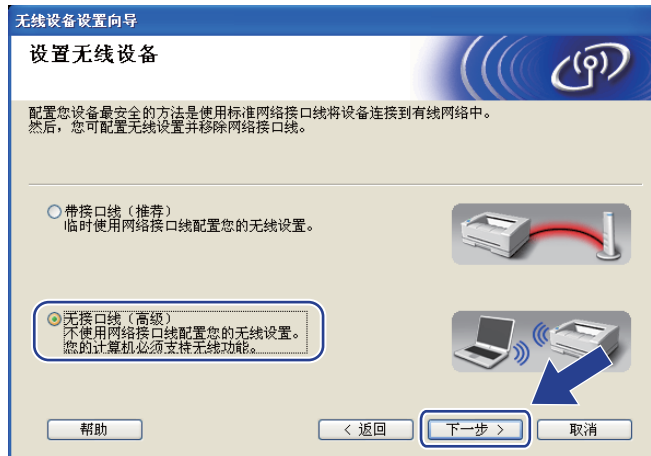 无线设备设置向导
设置无线设备
配置您设备最安全的方法是使用标准网络接口线将设备连接到有线网络中。
然后，您可配置无线设置并移除网络接口线。
带接口线（推荐）
临时使用网络接口线配置您的无线设置。
无接口线（高级）
不使用网络接口线配置您的无线设置。
您的计算机必须支持无线功能。
帮助
< 返回
下一步 >
取消